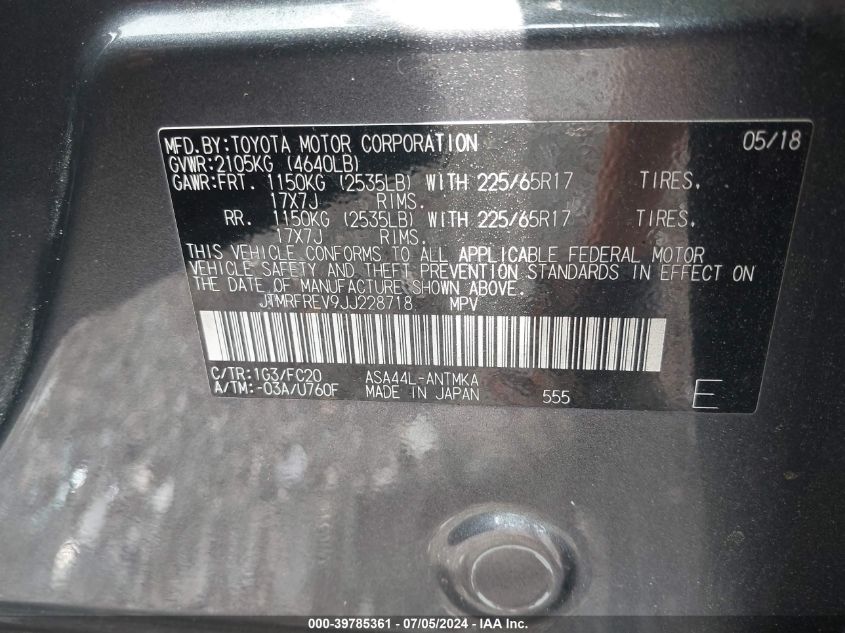 MFD.BY:TOYOTA MOTOR CORPORATION 05/18
GVWR:2105KG (4640LB)
GAWR:FRT. 1150KG (2535LB) WITH 225/65R17 TIRES.
17X7J RIMS.
RR. 1150KG (2535LB) WITH 225/65R17 TIRES.
17X7J RIMS.
THIS VEHICLE CONFORMS TO ALL APPLICABLE FEDERAL MOTOR
VEHICLE SAFETY AND THEFT PREVENTION STANDARDS IN EFFECT ON
THE DATE OF MANUFACTURE SHOWN ABOVE.
JTMRFREV9JJ228718 MPV
C/TR:1G3/FC20 ASA44L-ANTMKA
A/TM:-03A/U760F MADE IN JAPAN 555 E
000-39785361 - 07/05/2024 - IAA Inc.